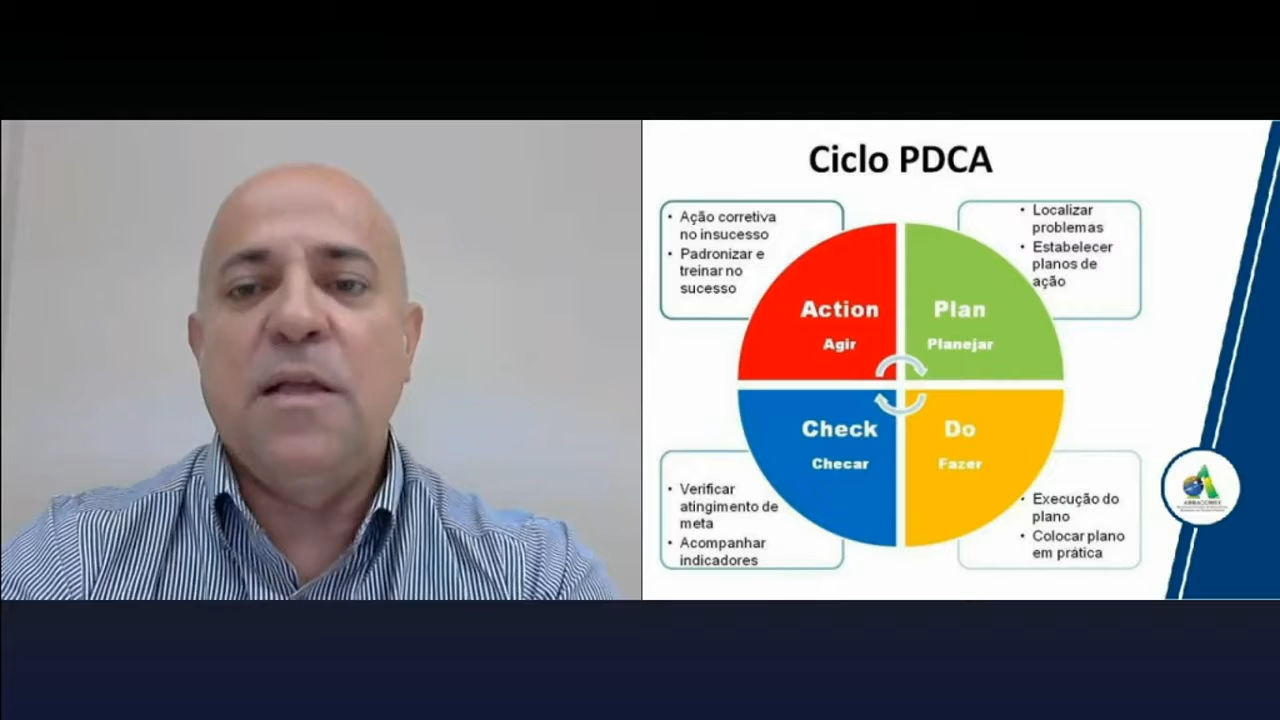 Ciclo PDCA
• Ação corretiva
no insucesso
• Padronizar e
treinar no
sucesso
• Localizar
problemas
• Estabelecer
planos de
ação
Action
Agir
Plan
Planejar
Check
Checar
Do
Fazer
• Verificar
atingimento de
meta
• Acompanhar
indicadores
• Execução do
plano
• Colocar plano
em prática